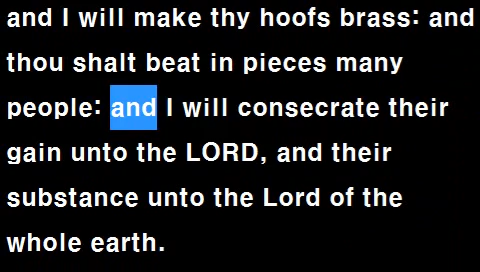 and I will make thy hoofs brass: and
thou shalt beat in pieces many
people: and I will consecrate their
gain unto the LORD, and their
substance unto the Lord of the
whole earth.